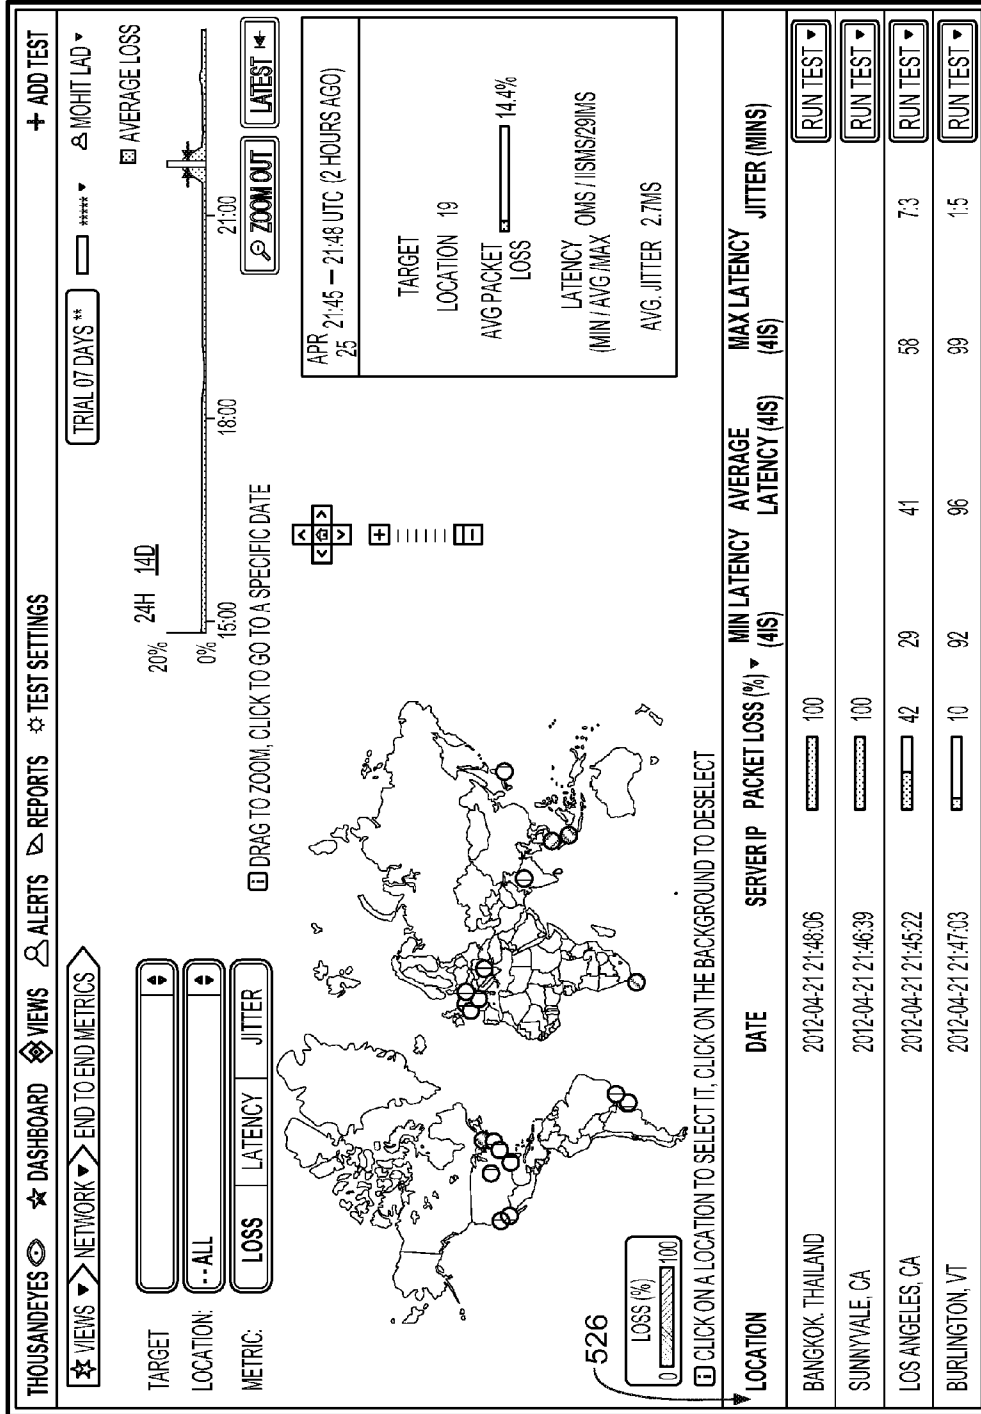 THOUSANDEYES DASHBOARD VIEWS ALERTS REPORTS TEST SETTINGS + ADD TEST
VIEWS NETWORK END TO END METRICS TRIAL 07 DAYS ** ***** MOHIT LAD
TARGET
LOCATION: --ALL
METRIC: LOSS LATENCY JITTER
24H 14D
AVERAGE LOSS
20%
0%
15:00 18:00 21:00
DRAG TO ZOOM, CLICK TO GO TO A SPECIFIC DATE
ZOOM OUT LATEST
APR 25 21:45 — 21:48 UTC (2 HOURS AGO)
TARGET
LOCATION 19
AVG PACKET LOSS 14.4%
LATENCY (MIN / AVG /MAX 0MS / IISMS/29IMS
AVG. JITTER 2.7MS
526
LOSS (%)
0 100
CLICK ON A LOCATION TO SELECT IT, CLICK ON THE BACKGROUND TO DESELECT
LOCATION DATE SERVER IP PACKET LOSS (%) MIN LATENCY (4IS) AVERAGE LATENCY (4IS) MAX LATENCY (4IS) JITTER (MINS)
BANGKOK. THAILAND 2012-04-21 21:48:06 100 RUN TEST
SUNNYVALE, CA 2012-04-21 21:46:39 100 RUN TEST
LOS ANGELES, CA 2012-04-21 21:45:22 42 29 41 58 7:3 RUN TEST
BURLINGTON, VT 2012-04-21 21:47:03 10 92 96 99 1:5 RUN TEST